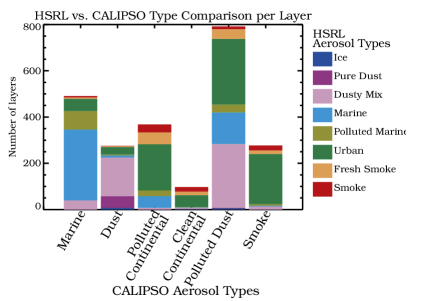 HSRL vs. CALIPSO Type Comparison per Layer
HSRL
Aerosol Types
Ice
Pure Dust
Dusty Mix
Marine
Polluted Marine
Urban
Fresh Smoke
Smoke
Number of layers
800
600
400
200
0
Marine
Dust
Polluted
Continental
Clean
Continental
Polluted Dust
Smoke
CALIPSO Aerosol Types